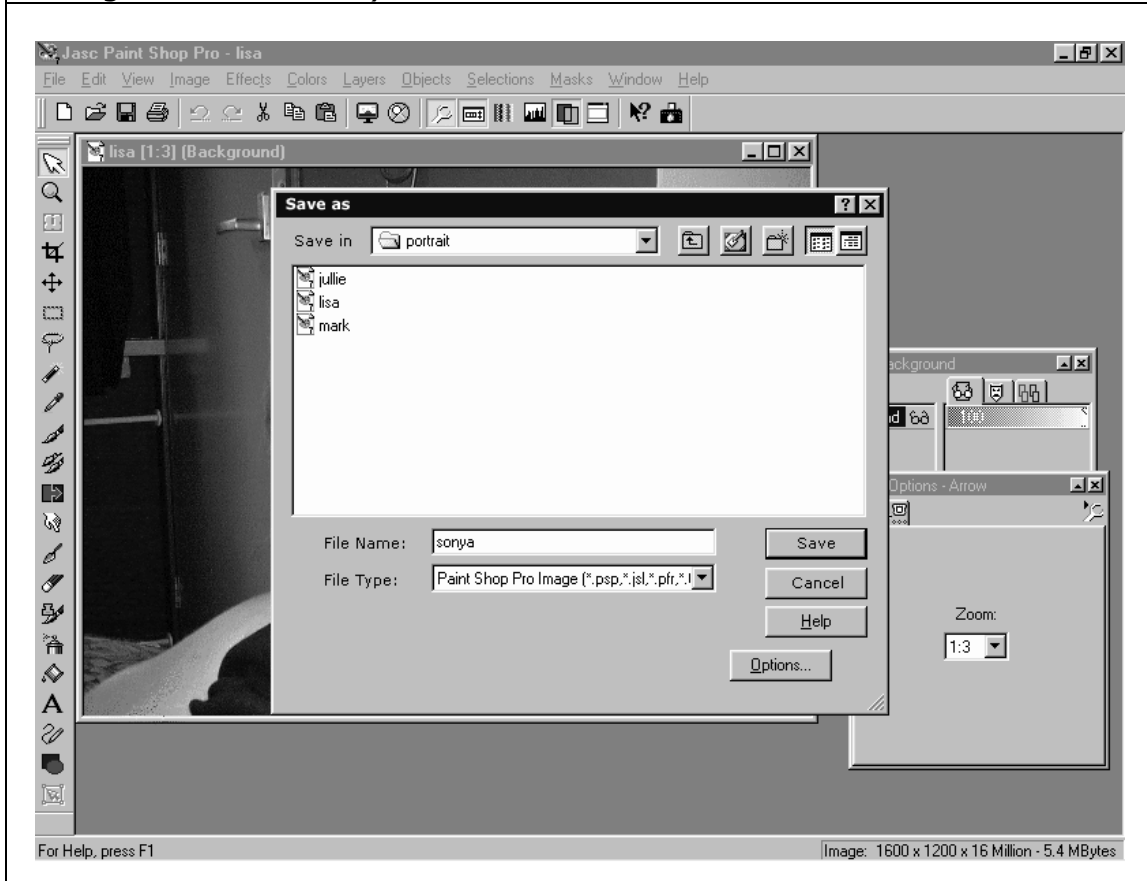 Jasc Paint Shop Pro - lisa
File Edit View Image Effects Colors Layers Objects Selections Masks Window Help
lisa [1:3] (Background)
Save as
Save in portrait
jullie
lisa
mark
File Name: sonya
File Type: Paint Shop Pro Image (*.psp,*.jsl,*.pfr,*.
Save
Cancel
Help
Options...
ackground
nd
100
Options - Arrow
Zoom:
1:3
A
For Help, press F1
Image: 1600 x 1200 x 16 Million - 5.4 MBytes